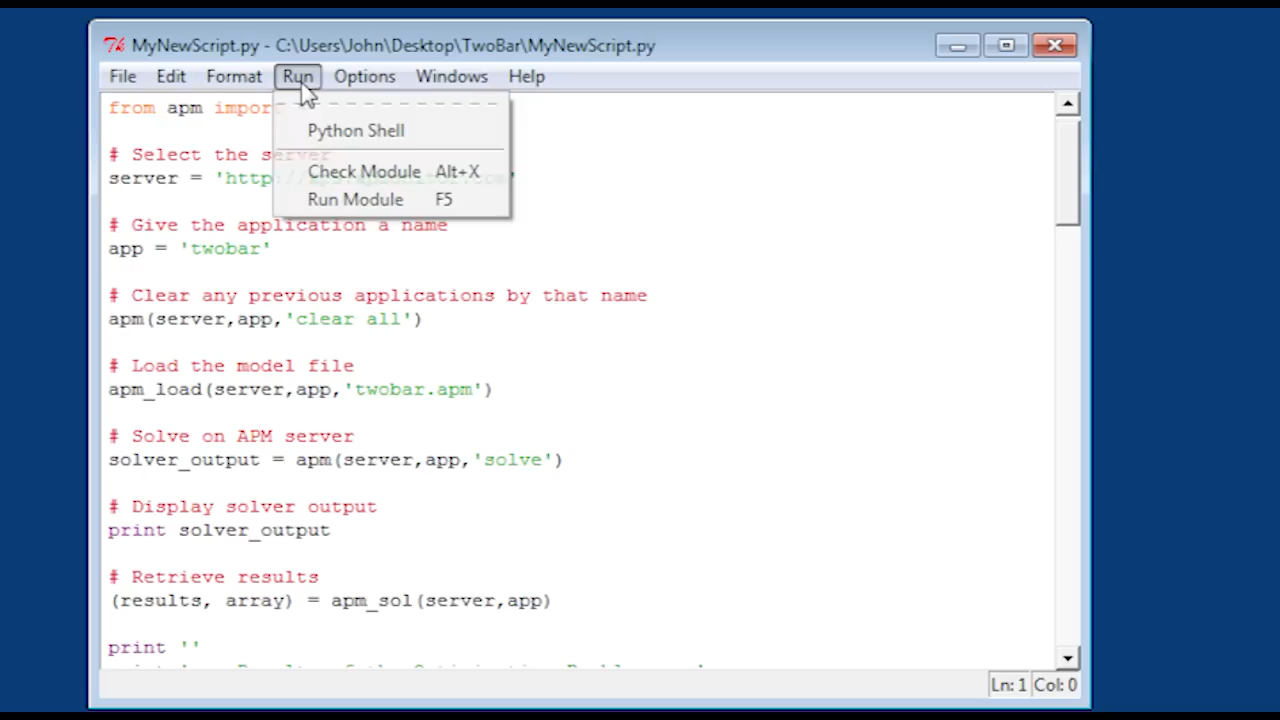 MyNewScript.py - C:\Users\John\Desktop\TwoBar\MyNewScript.py
File Edit Format Run Options Windows Help
from apm import
Python Shell
# Select the server
Check Module Alt+X
server = 'http://
Run Module F5
# Give the application a name
app = 'twobar'
# Clear any previous applications by that name
apm(server,app,'clear all')
# Load the model file
apm_load(server,app,'twobar.apm')
# Solve on APM server
solver_output = apm(server,app,'solve')
# Display solver output
print solver_output
# Retrieve results
(results, array) = apm_sol(server,app)
print ''
Ln: 1 Col: 0